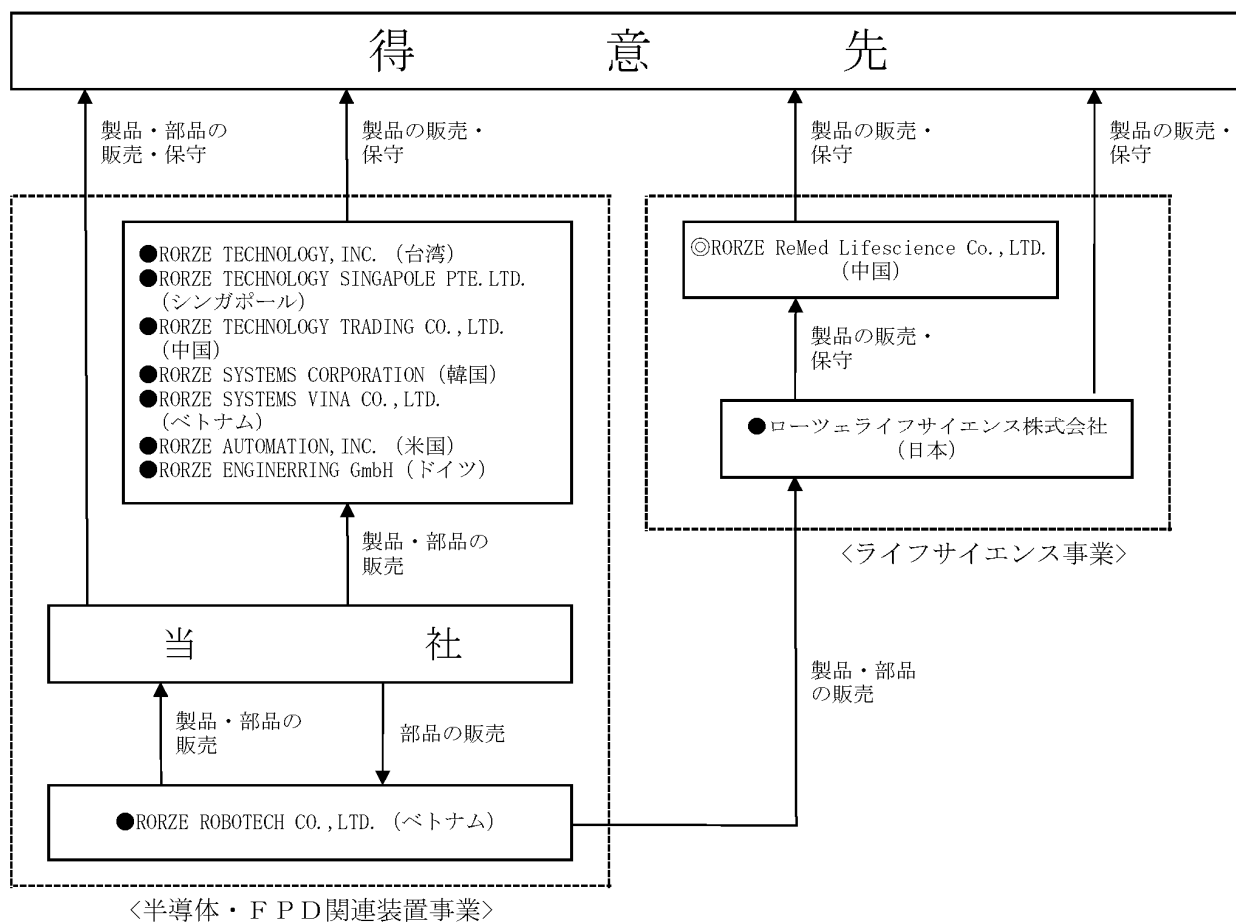 得意先
製品・部品の
販売・保守
製品の販売・
保守
製品の販売・
保守
製品の販売・
保守
●RORZE TECHNOLOGY,INC.（台湾）
●RORZE TECHNOLOGY SINGAPOLE PTE.LTD.
（シンガポール）
●RORZE TECHNOLOGY TRADING CO.,LTD.
（中国）
●RORZE SYSTEMS CORPORATION（韓国）
●RORZE SYSTEMS VINA CO.,LTD.
（ベトナム）
●RORZE AUTOMATION,INC.（米国）
●RORZE ENGINERRING GmbH（ドイツ）
◎RORZE ReMed Lifescience Co.,LTD.
（中国）
製品の販売・
保守
●ローツェライフサイエンス株式会社
（日本）
<ライフサイエンス事業>
製品・部品の
販売
当社
製品・部品の
販売
部品の販売
製品・部品
の販売
●RORZE ROBOTECH CO.,LTD.（ベトナム）
<半導体・ＦＰＤ関連装置事業>